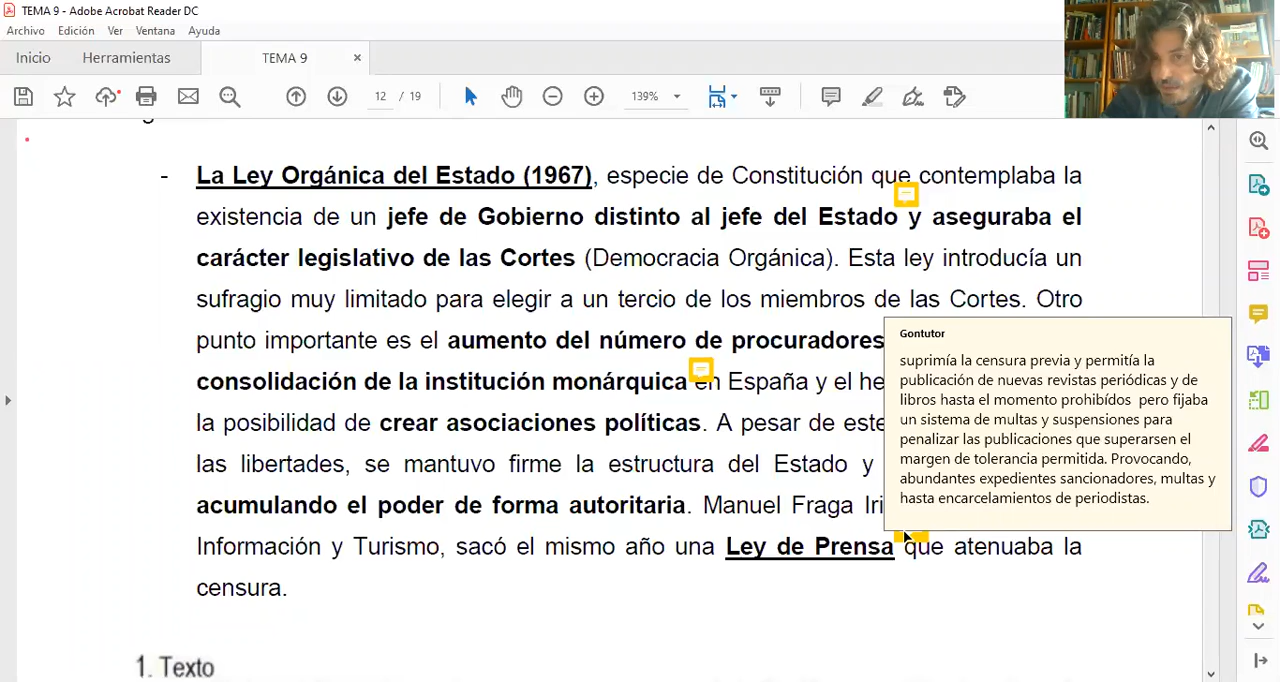 TEMA 9 - Adobe Acrobat Reader DC
Archivo Edición Ver Ventana Ayuda
Inicio Herramientas TEMA 9 ×
12 / 19 139%
- La Ley Orgánica del Estado (1967), especie de Constitución que contemplaba la
existencia de un jefe de Gobierno distinto al jefe del Estado y aseguraba el
carácter legislativo de las Cortes (Democracia Orgánica). Esta ley introducía un
sufragio muy limitado para elegir a un tercio de los miembros de las Cortes. Otro
punto importante es el aumento del número de procuradores
consolidación de la institución monárquica en España y el he
la posibilidad de crear asociaciones políticas. A pesar de este
las libertades, se mantuvo firme la estructura del Estado y
acumulando el poder de forma autoritaria. Manuel Fraga Iri
Información y Turismo, sacó el mismo año una Ley de Prensa que atenuaba la
censura.
Gontutor
suprimía la censura previa y permitía la
publicación de nuevas revistas periódicas y de
libros hasta el momento prohibídos pero fijaba
un sistema de multas y suspensiones para
penalizar las publicaciones que superarsen el
margen de tolerancia permitida. Provocando,
abundantes expedientes sancionadores, multas y
hasta encarcelamientos de periodistas.
1. Texto